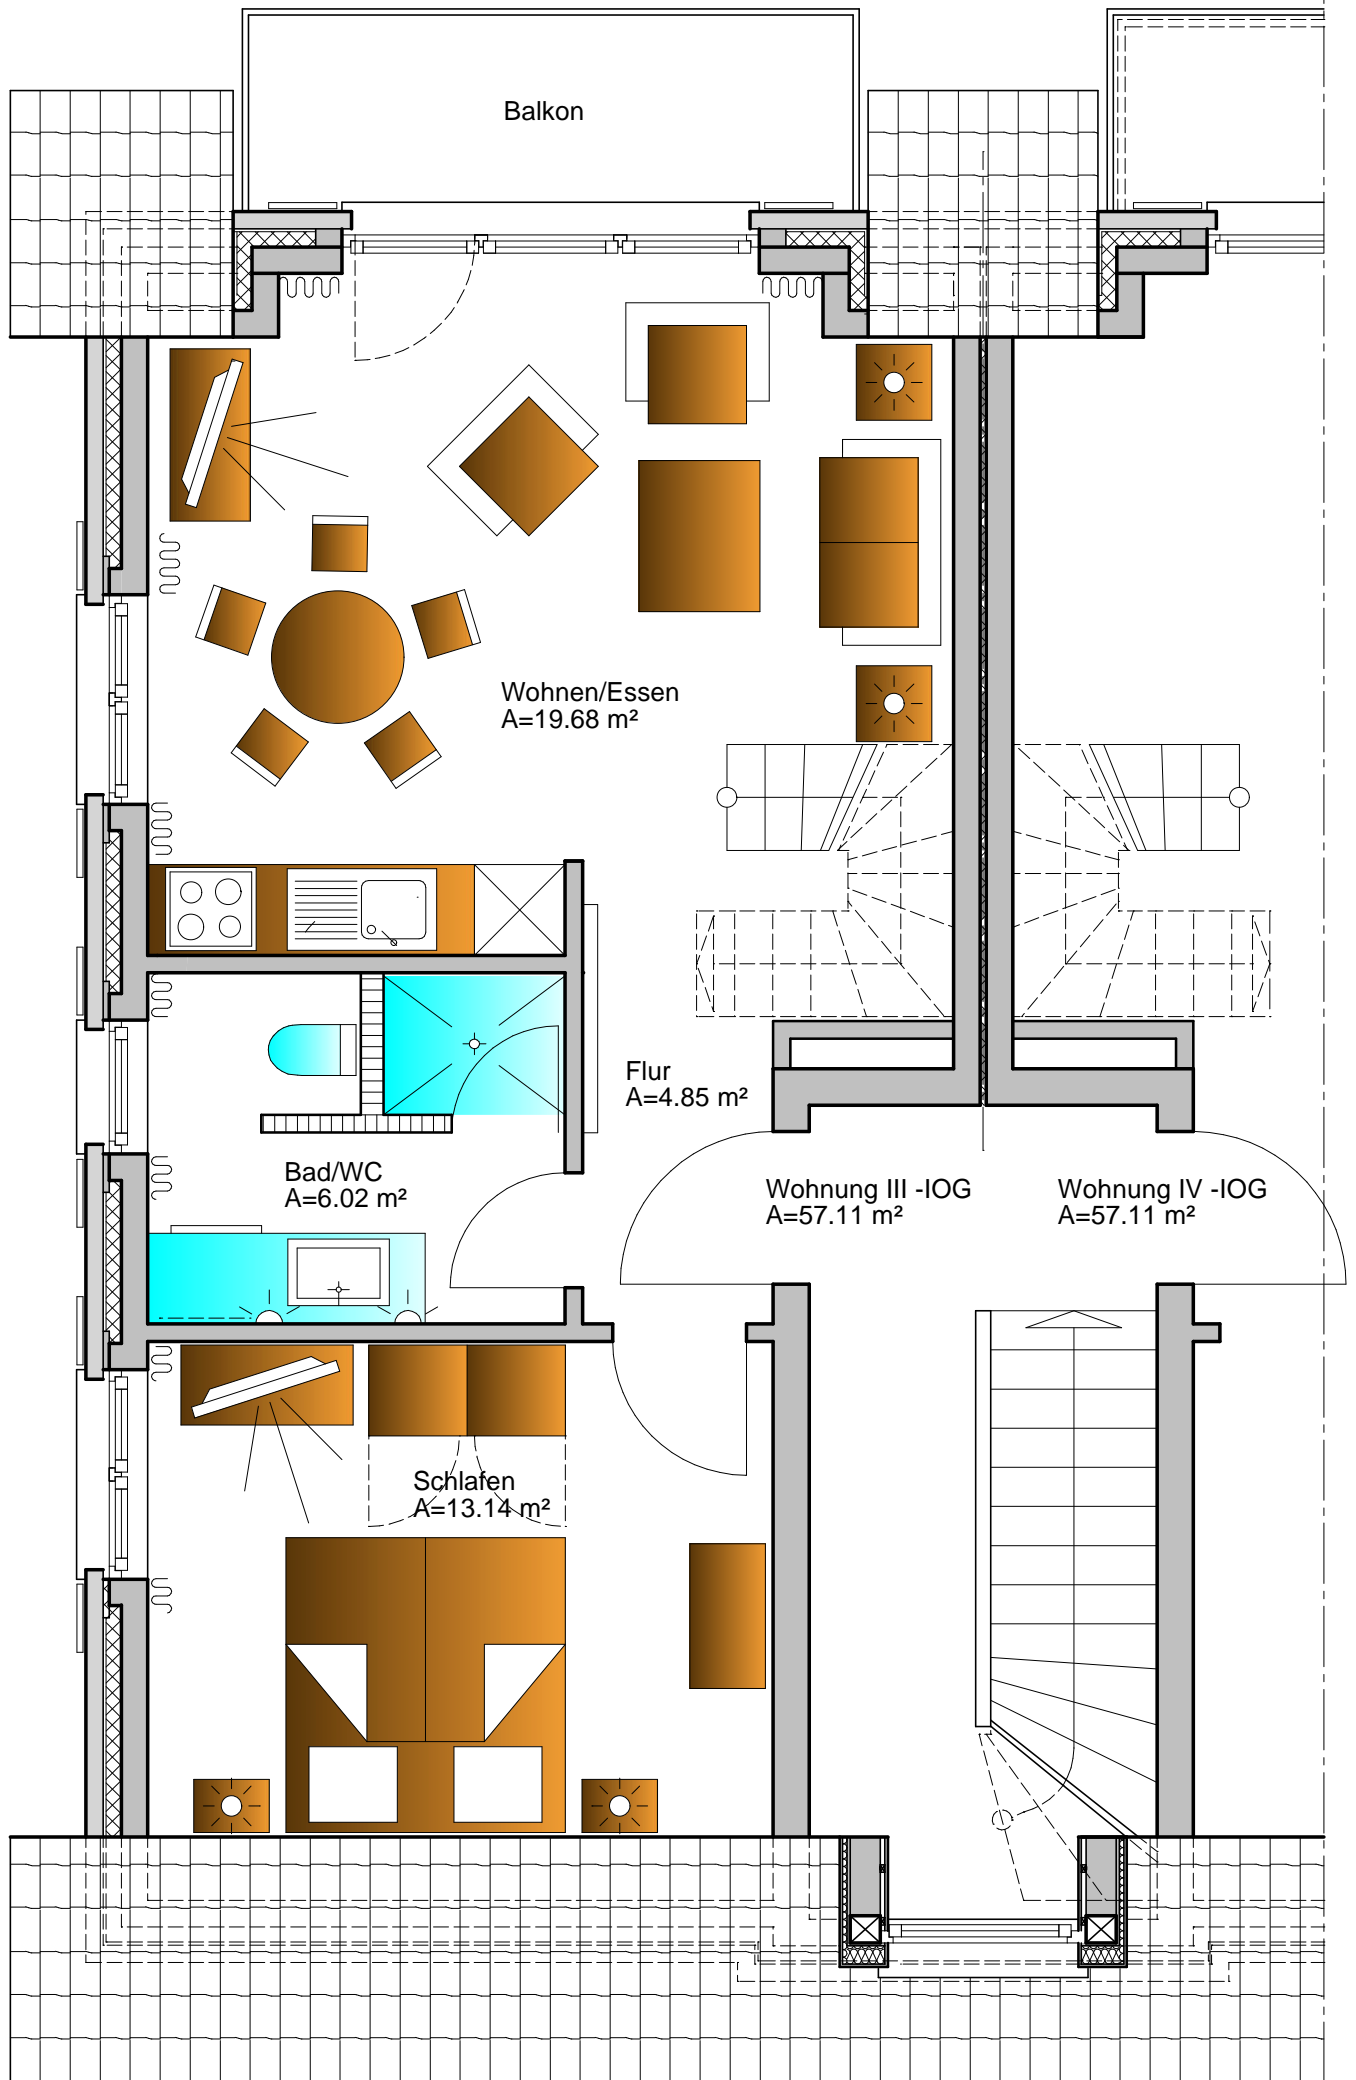 Balkon
Wohnen/Essen
A=19.68 m²
Flur
A=4.85 m²
Bad/WC
A=6.02 m²
Wohnung III -IOG
A=57.11 m²
Wohnung IV -IOG
A=57.11 m²
Schlafen
A=13.14 m²